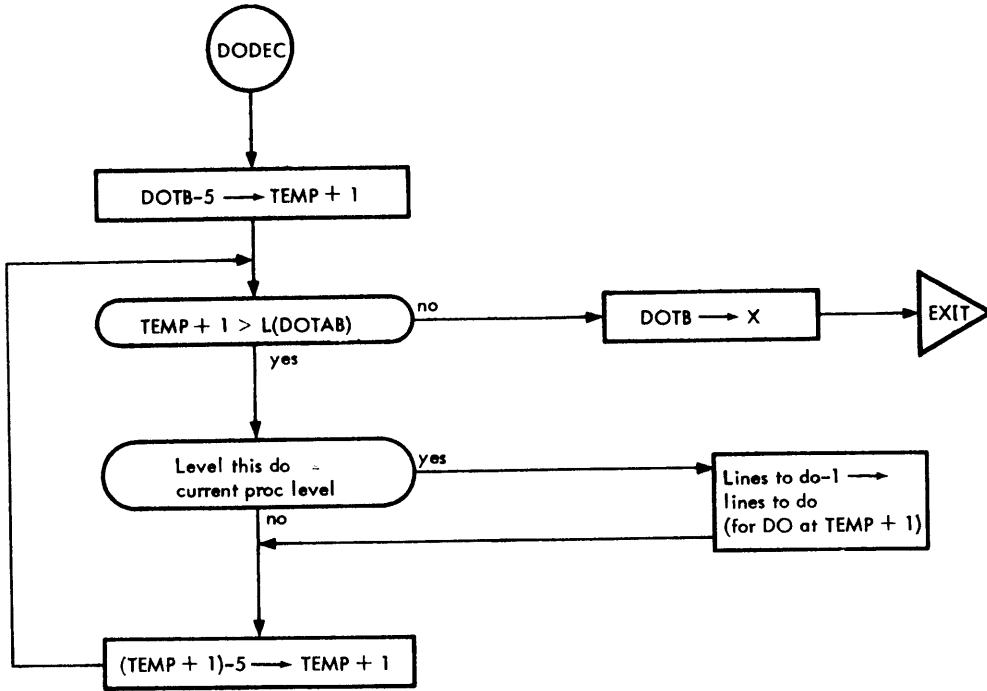 DODEC
DOTB-5 → TEMP + 1
TEMP + 1 > L(DOTAB)
no
DOTB → X
EXIT
yes
Level this do -
current proc level
yes
Lines to do-1 →
lines to do
(for DO at TEMP + 1)
no
(TEMP + 1)-5 → TEMP + 1